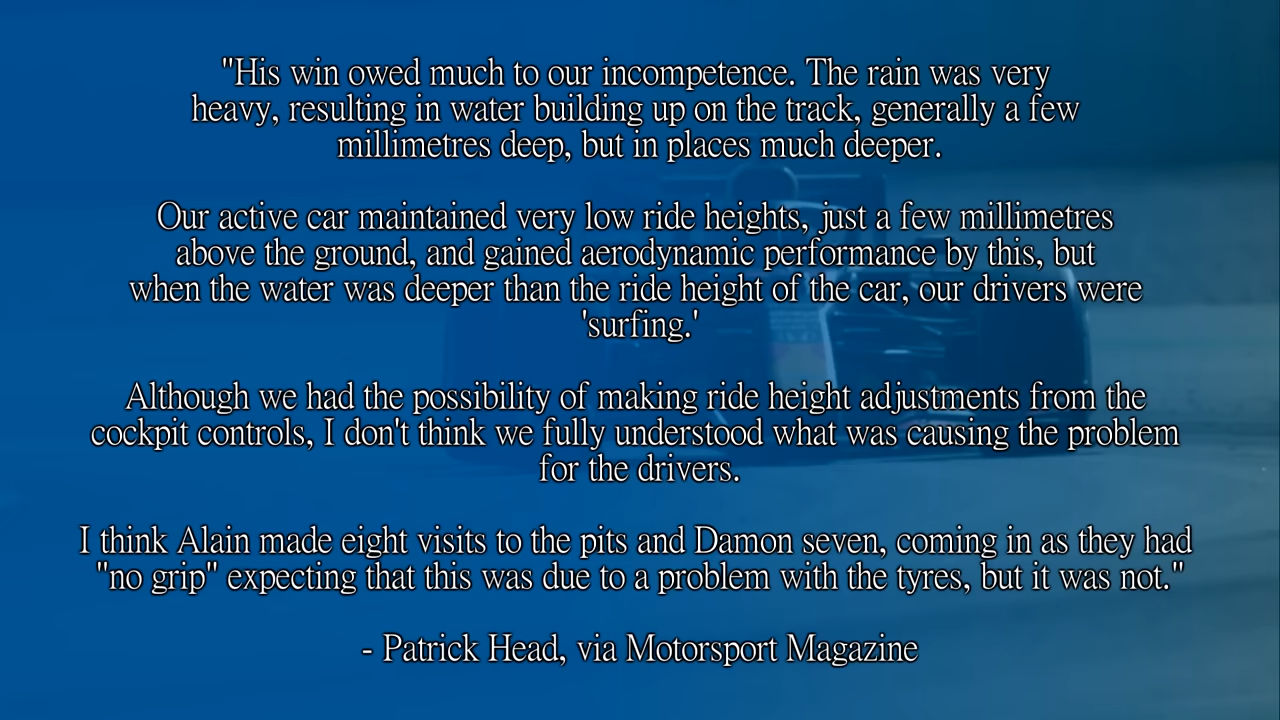 "His win owed much to our incompetence. The rain was very
heavy, resulting in water building up on the track, generally a few
millimetres deep, but in places much deeper.
Our active car maintained very low ride heights, just a few millimetres
above the ground, and gained aerodynamic performance by this, but
when the water was deeper than the ride height of the car, our drivers were
'surfing.'
Although we had the possibility of making ride height adjustments from the
cockpit controls, I don't think we fully understood what was causing the problem
for the drivers.
I think Alain made eight visits to the pits and Damon seven, coming in as they had
"no grip" expecting that this was due to a problem with the tyres, but it was not."
- Patrick Head, via Motorsport Magazine